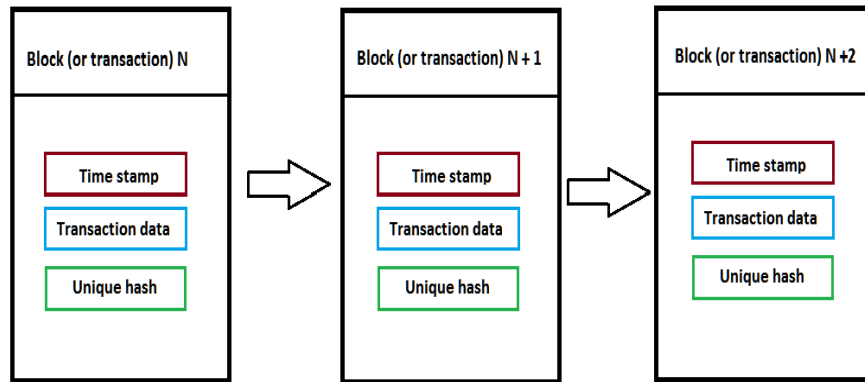 Block (or transaction) N
Time stamp
Transaction data
Unique hash
Block (or transaction) N + 1
Time stamp
Transaction data
Unique hash
Block (or transaction) N +2
Time stamp
Transaction data
Unique hash